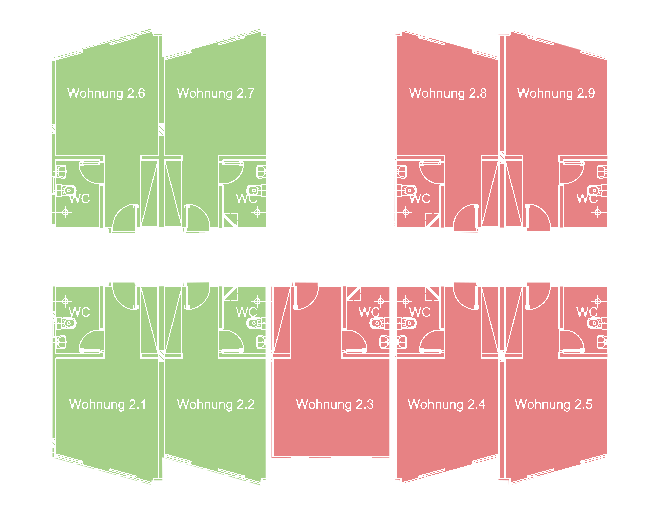 Wohnung 2.6
Wohnung 2.7
Wohnung 2.8
Wohnung 2.9
WC
WC
WC
WC
WC
WC
WC
WC
WC
Wohnung 2.1
Wohnung 2.2
Wohnung 2.3
Wohnung 2.4
Wohnung 2.5